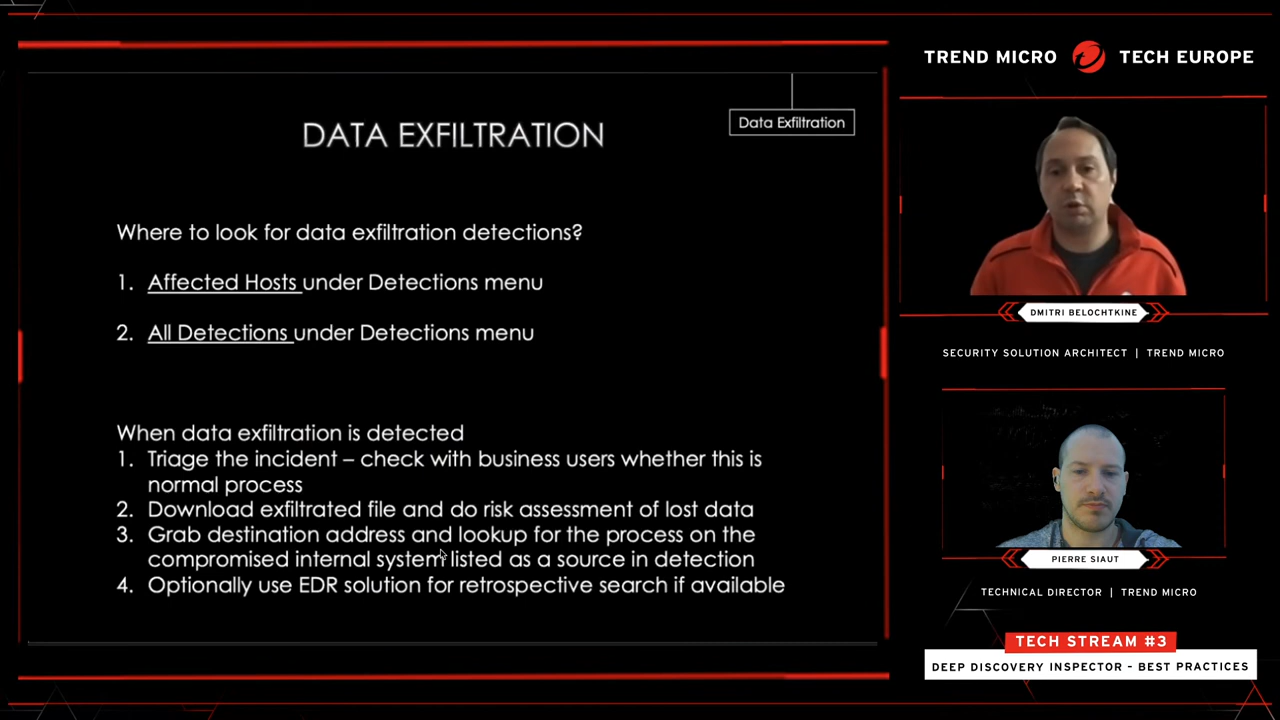 TREND MICRO TECH EUROPE
Data Exfiltration
DATA EXFILTRATION
Where to look for data exfiltration detections?
1. Affected Hosts under Detections menu
2. All Detections under Detections menu
When data exfiltration is detected
1. Triage the incident – check with business users whether this is
normal process
2. Download exfiltrated file and do risk assessment of lost data
3. Grab destination address and lookup for the process on the
compromised internal system listed as a source in detection
4. Optionally use EDR solution for retrospective search if available
DMITRI BELOCHTKINE
SECURITY SOLUTION ARCHITECT | TREND MICRO
PIERRE SIAUT
TECHNICAL DIRECTOR | TREND MICRO
TECH STREAM #3
DEEP DISCOVERY INSPECTOR – BEST PRACTICES